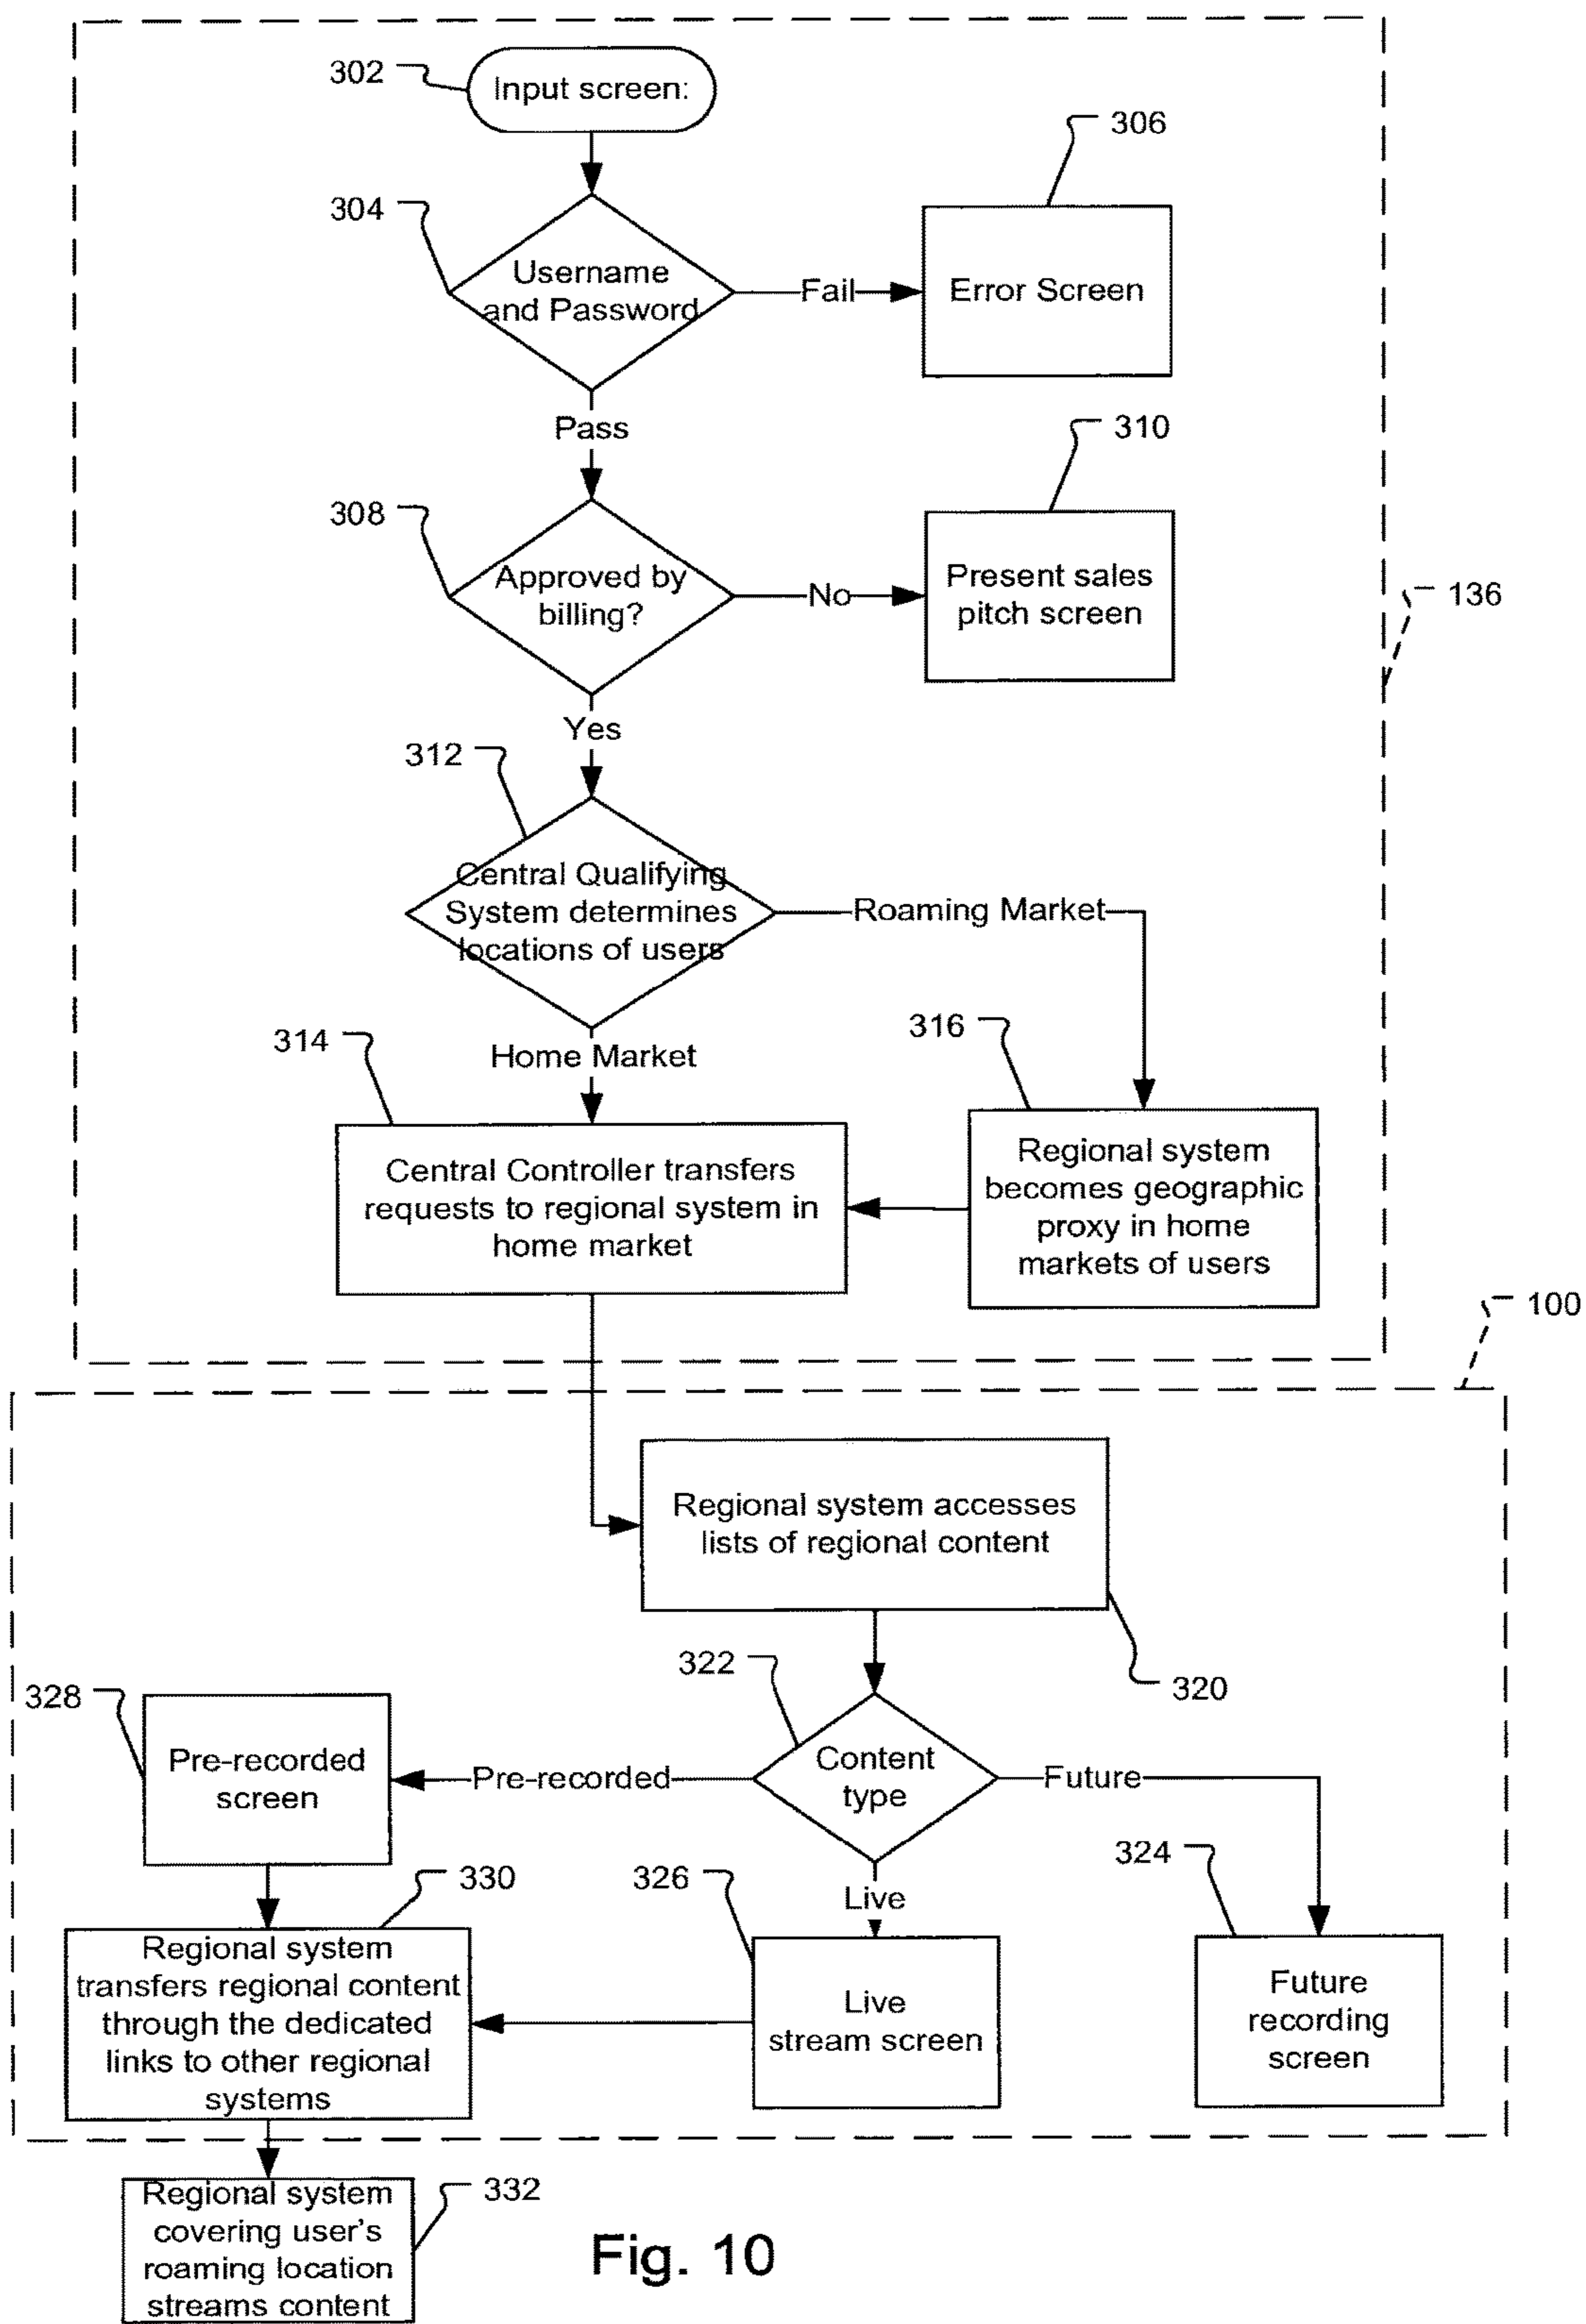 302
Input screen:
306
304
Username
and Password
Fail
Error Screen
Pass
310
308
Approved by
billing?
No
Present sales
pitch screen
136
Yes
312
Central Qualifying
System determines
locations of users
Roaming Market
314
316
Home Market
Central Controller transfers
requests to regional system in
home market
Regional system
becomes geographic
proxy in home
markets of users
100
Regional system accesses
lists of regional content
320
322
328
Pre-recorded
screen
Pre-recorded
Content
type
Future
330
326
Live
324
Regional system
transfers regional content
through the dedicated
links to other regional
systems
Live
stream screen
Future
recording
screen
332
Regional system
covering user's
roaming location
streams content
Fig. 10